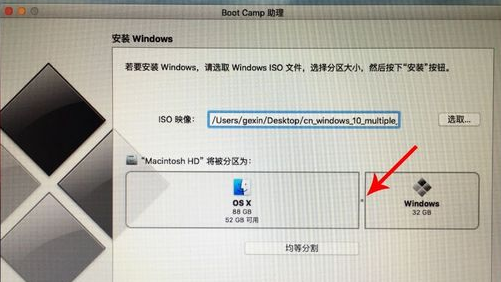 Boot Camp 助理
安装 Windows
若要安装 Windows，请选取 Windows ISO 文件，选择分区大小，然后按下“安装”按钮。
ISO 映像： /Users/gexin/Desktop/cn_windows_10_multiple_ 选取...
“Macintosh HD” 将被分区为：
OS X
88 GB
52 GB 可用
Windows
32 GB
均等分割